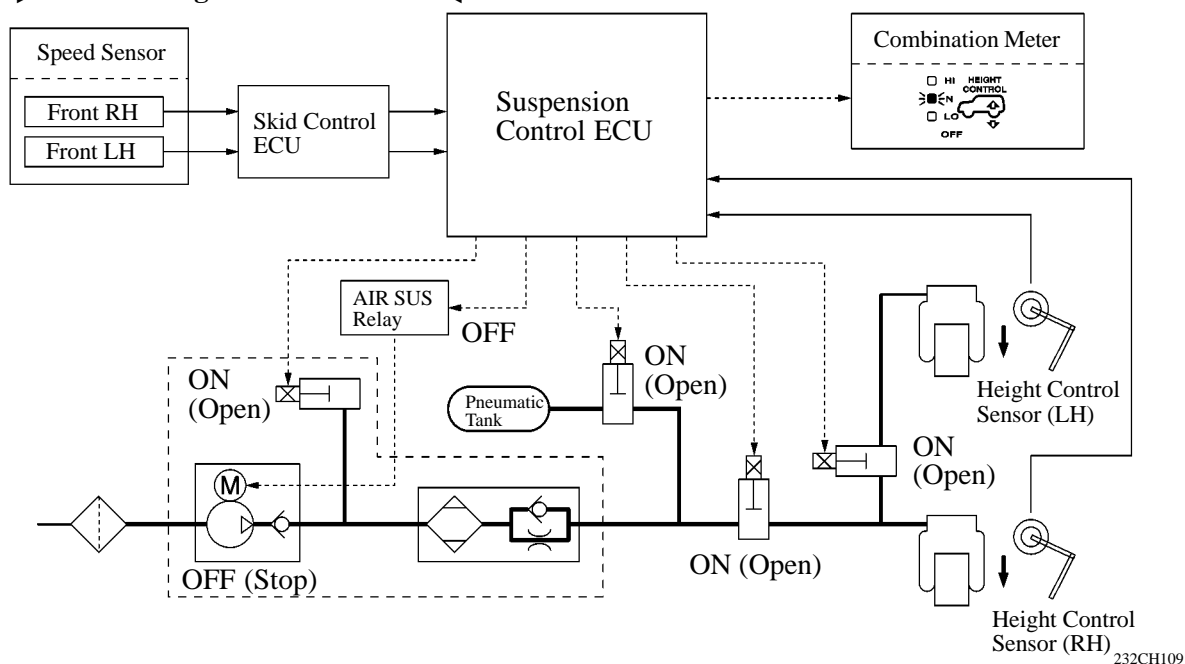 Speed Sensor
Front RH
Front LH
Skid Control
ECU
Suspension
Control ECU
Combination Meter
HI
HEIGHT
CONTROL
N
LO
OFF
AIR SUS
Relay
OFF
ON
(Open)
ON
(Open)
Pneumatic
Tank
ON
(Open)
Height Control
Sensor (LH)
M
OFF (Stop)
ON (Open)
Height Control
Sensor (RH)
232CH109